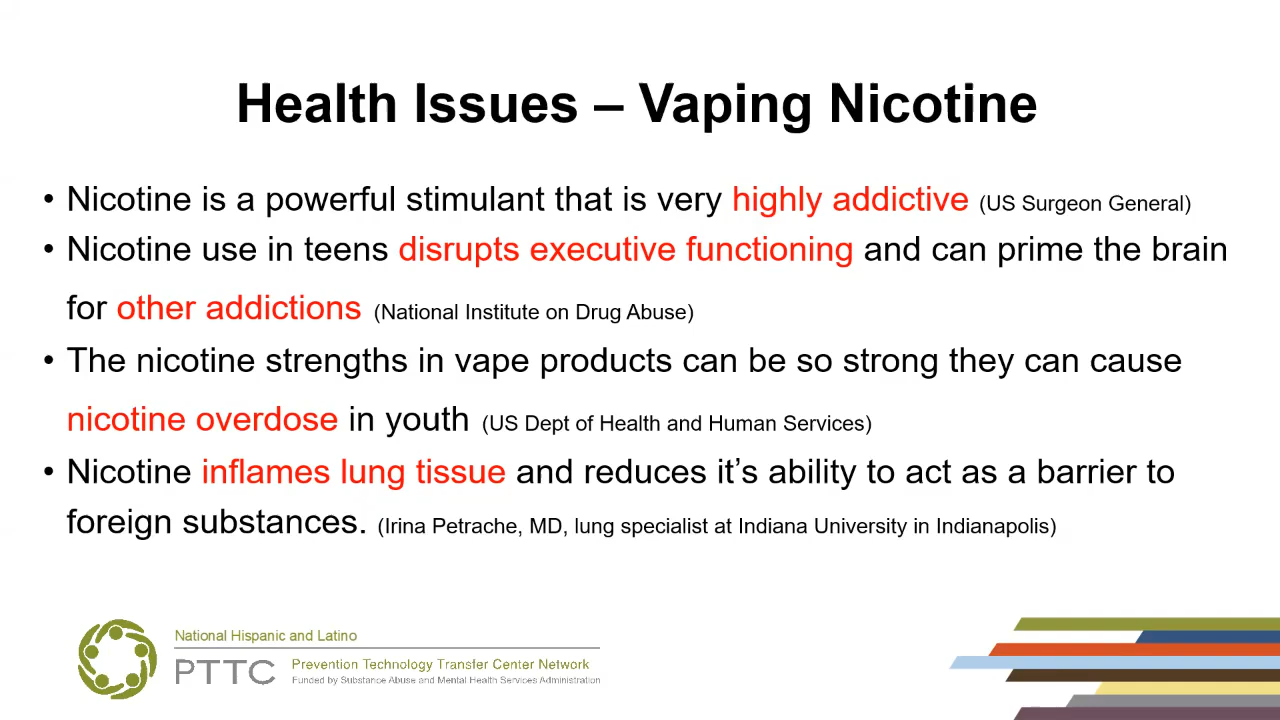 Health Issues – Vaping Nicotine
• Nicotine is a powerful stimulant that is very highly addictive (US Surgeon General)
• Nicotine use in teens disrupts executive functioning and can prime the brain
for other addictions (National Institute on Drug Abuse)
• The nicotine strengths in vape products can be so strong they can cause
nicotine overdose in youth (US Dept of Health and Human Services)
• Nicotine inflames lung tissue and reduces it’s ability to act as a barrier to
foreign substances. (Irina Petrache, MD, lung specialist at Indiana University in Indianapolis)
National Hispanic and Latino
PTTC Prevention Technology Transfer Center Network
Funded by Substance Abuse and Mental Health Services Administration